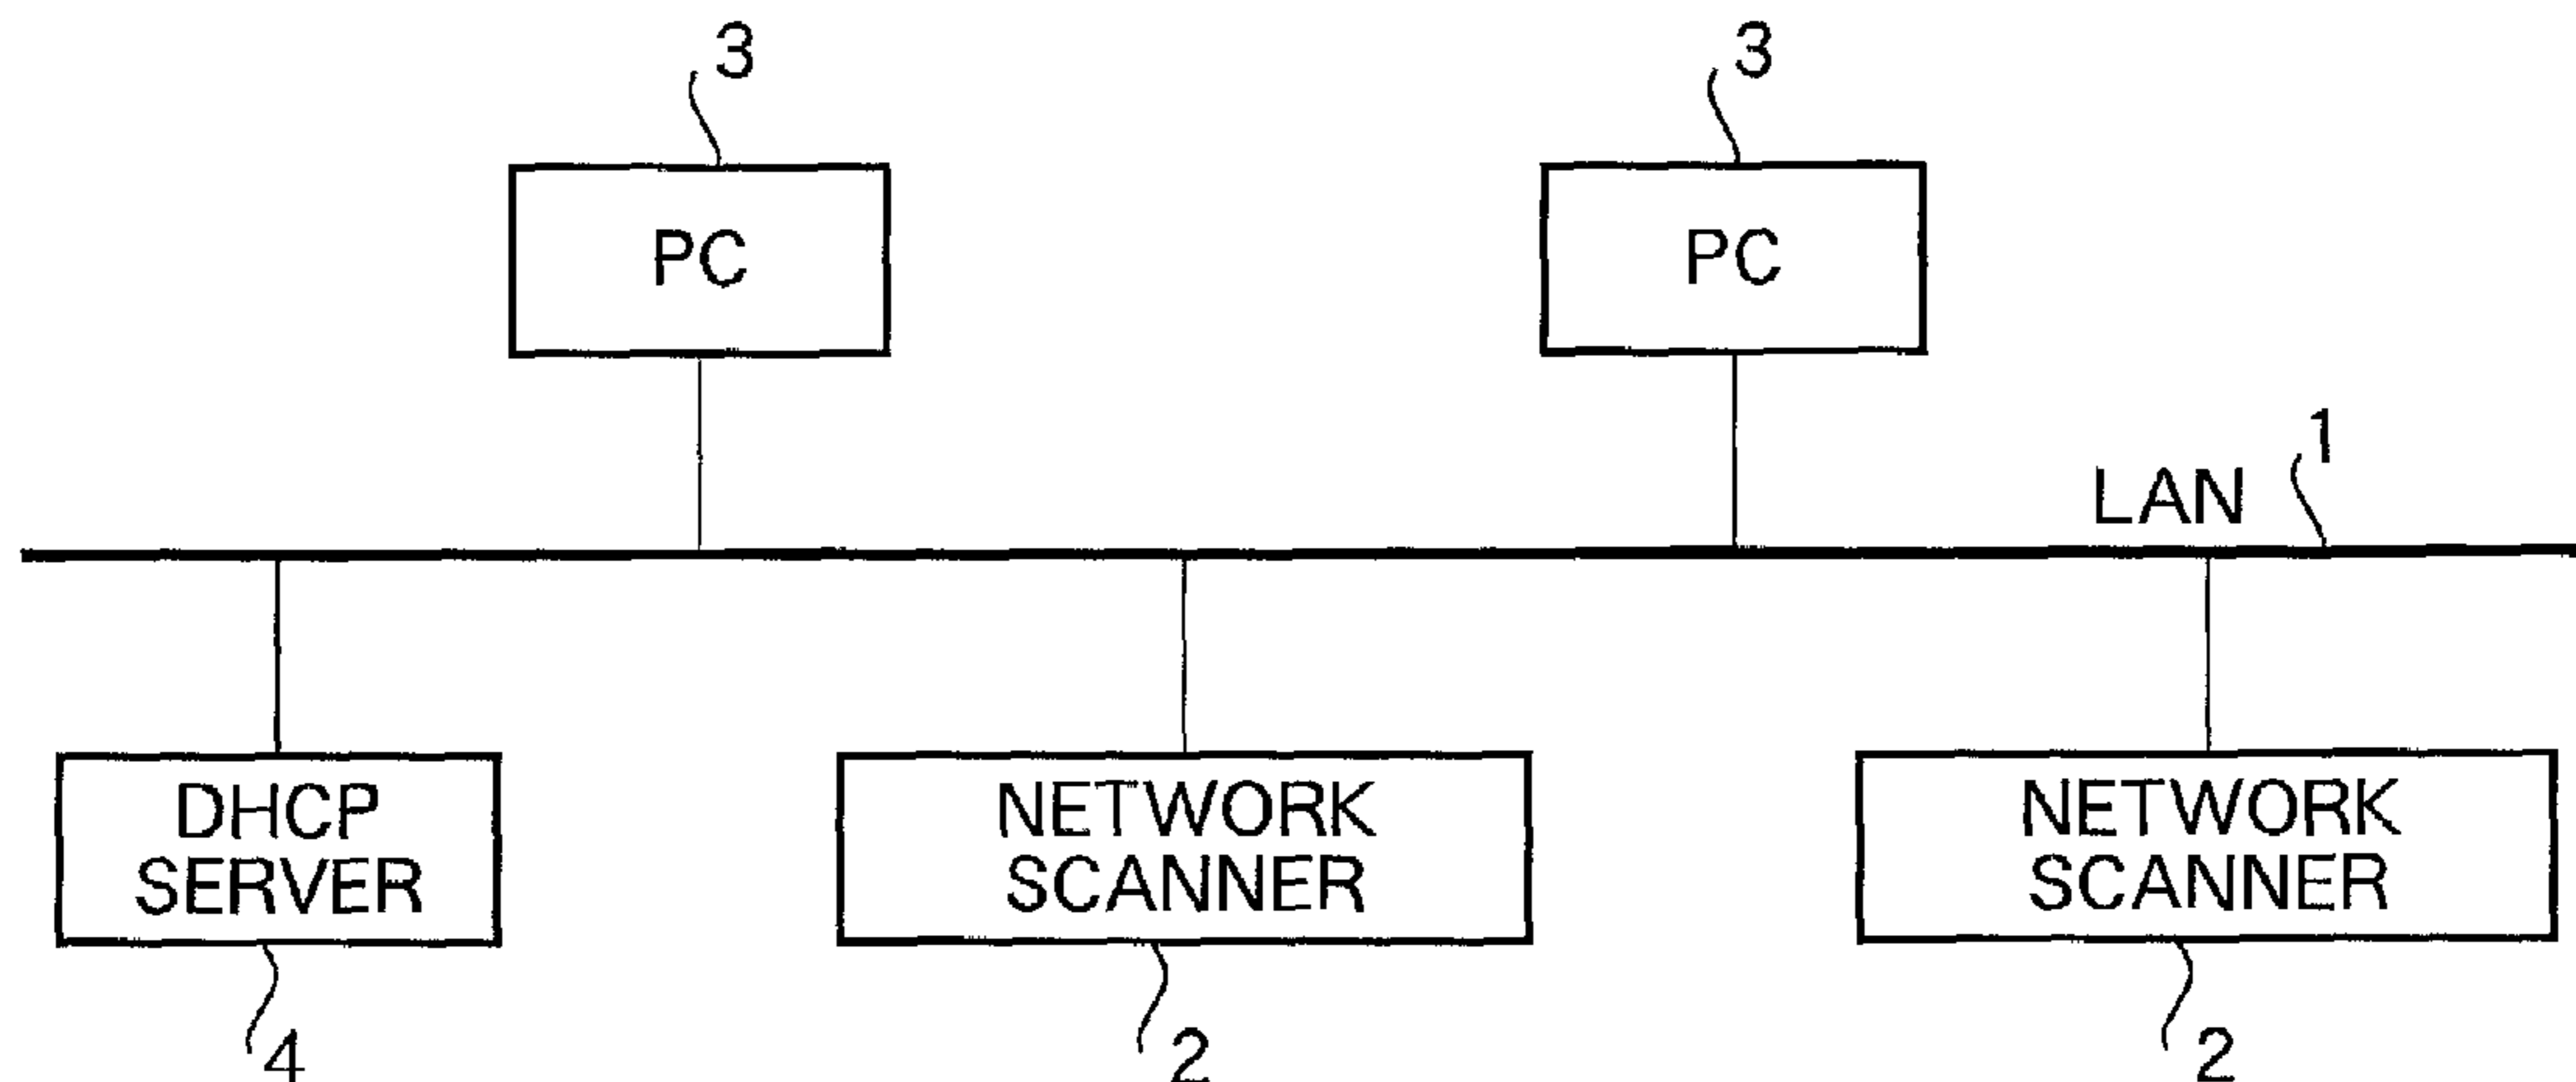 3
3
PC
PC
1
LAN
DHCP
SERVER
NETWORK
SCANNER
NETWORK
SCANNER
4
2
2